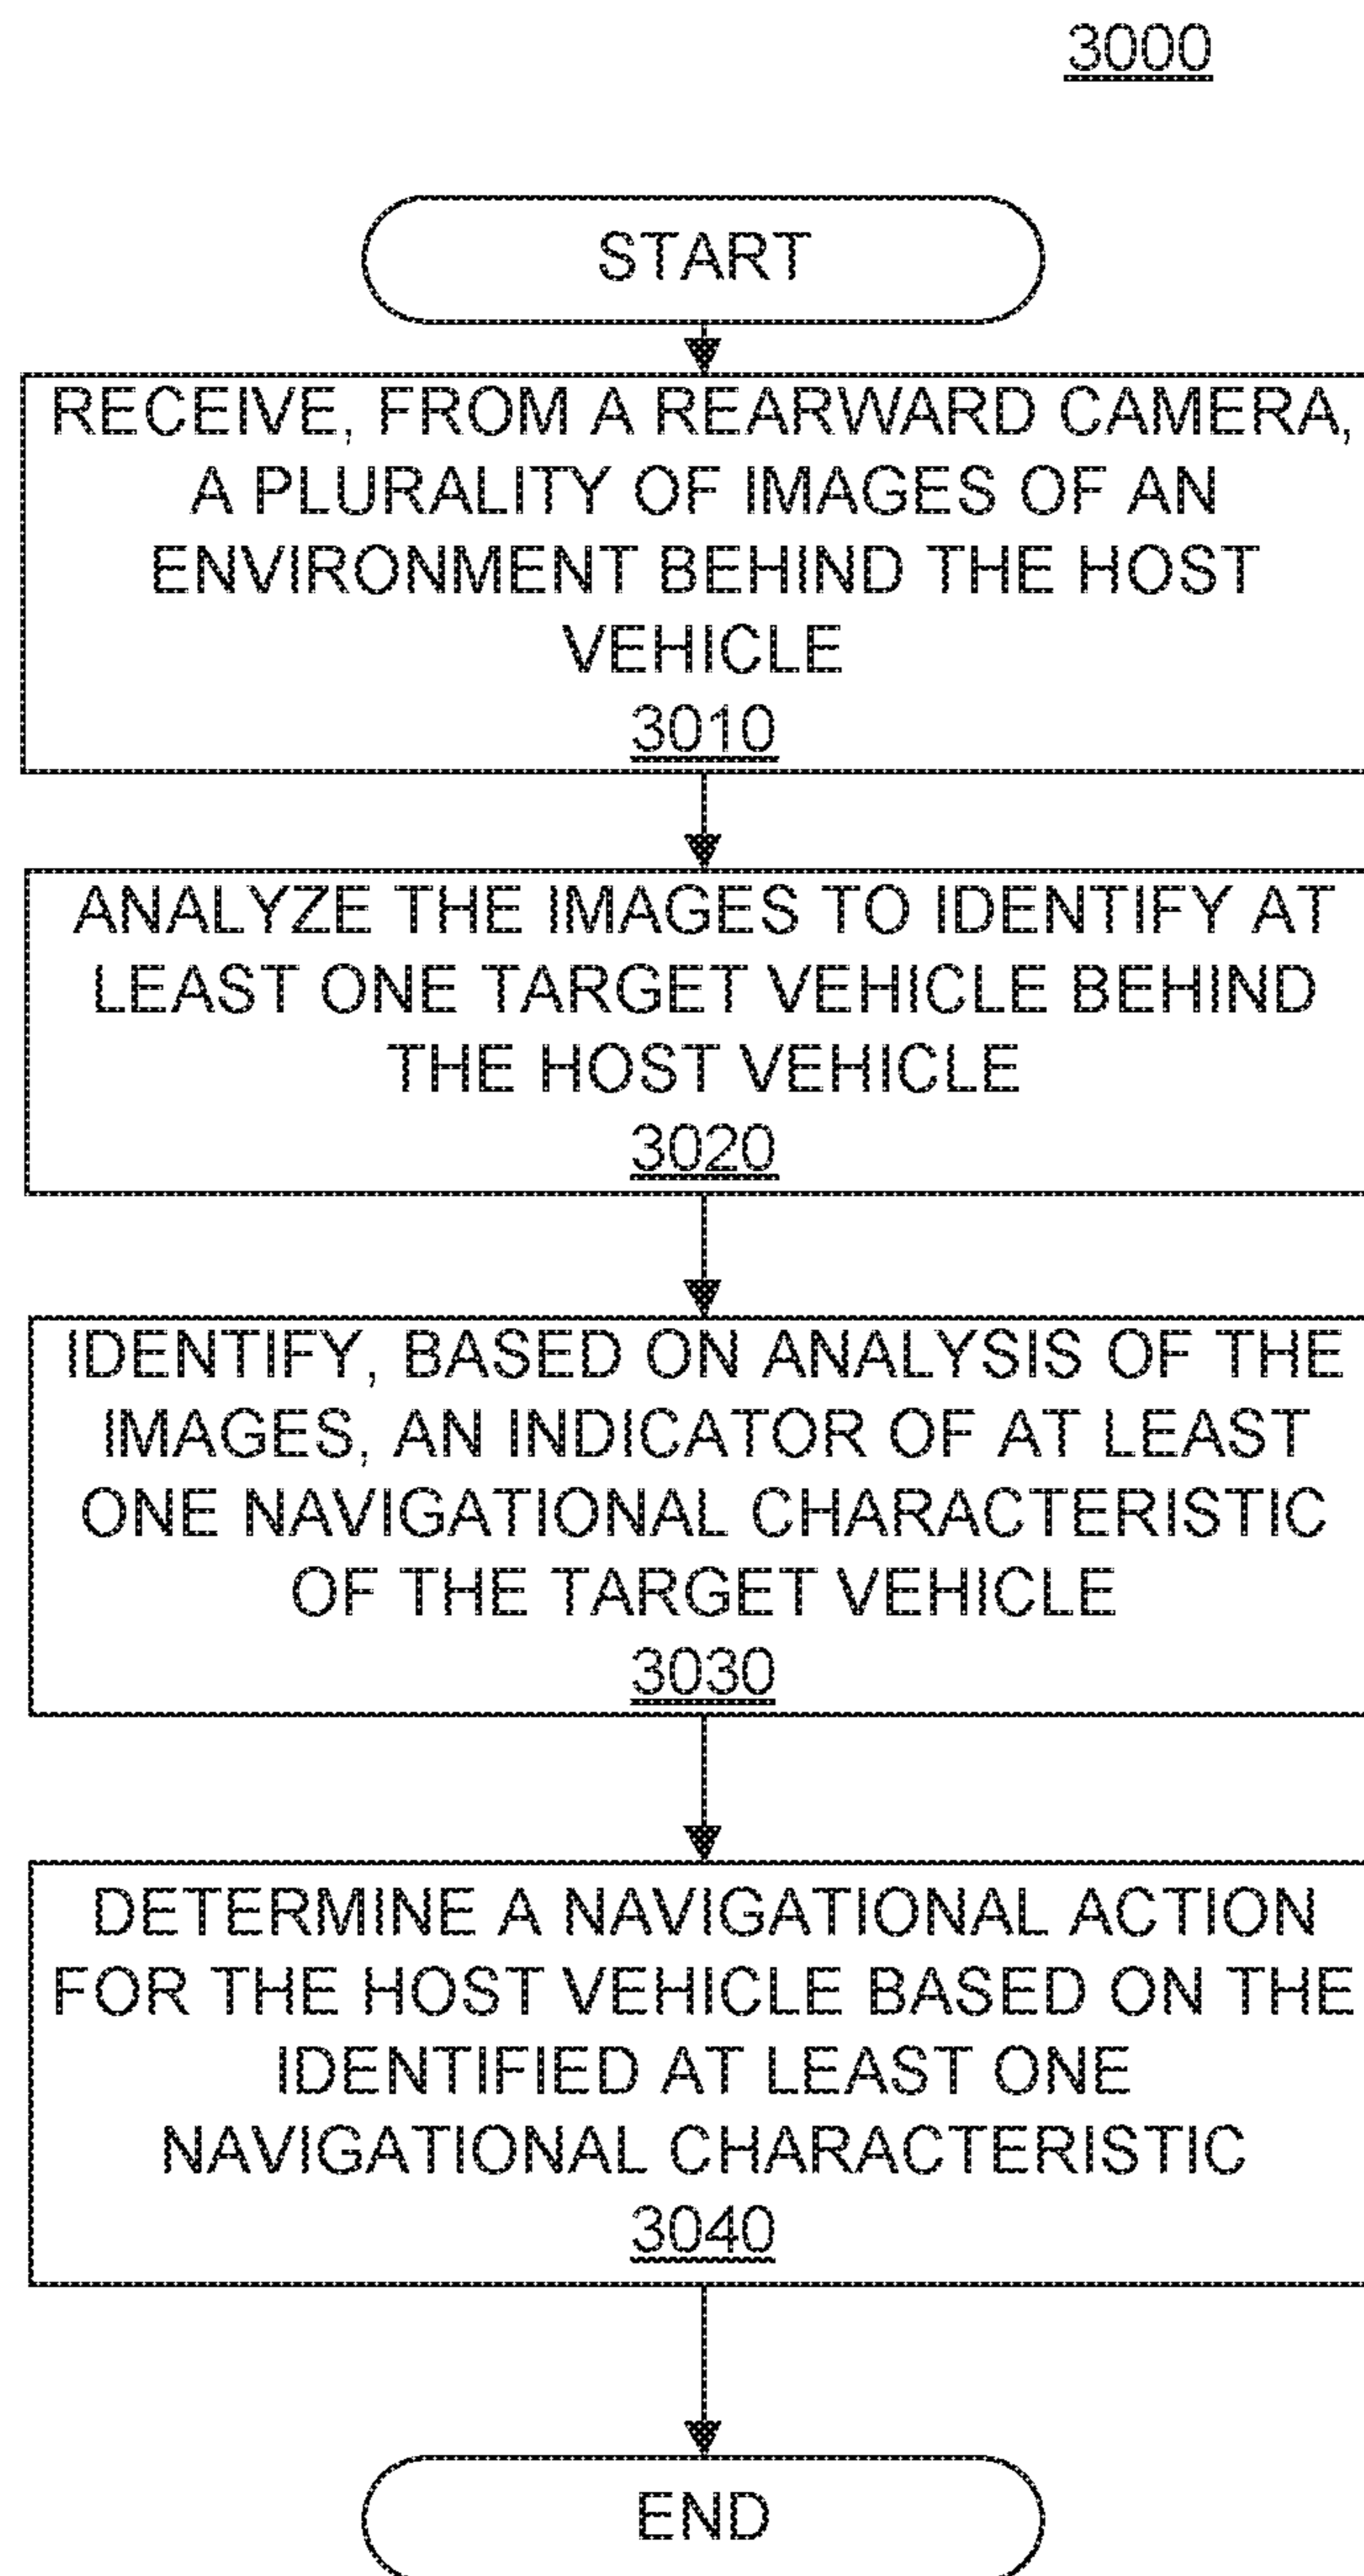 3000
START
RECEIVE, FROM A REARWARD CAMERA,
A PLURALITY OF IMAGES OF AN
ENVIRONMENT BEHIND THE HOST
VEHICLE
3010
ANALYZE THE IMAGES TO IDENTIFY AT
LEAST ONE TARGET VEHICLE BEHIND
THE HOST VEHICLE
3020
IDENTIFY, BASED ON ANALYSIS OF THE
IMAGES, AN INDICATOR OF AT LEAST
ONE NAVIGATIONAL CHARACTERISTIC
OF THE TARGET VEHICLE
3030
DETERMINE A NAVIGATIONAL ACTION
FOR THE HOST VEHICLE BASED ON THE
IDENTIFIED AT LEAST ONE
NAVIGATIONAL CHARACTERISTIC
3040
END